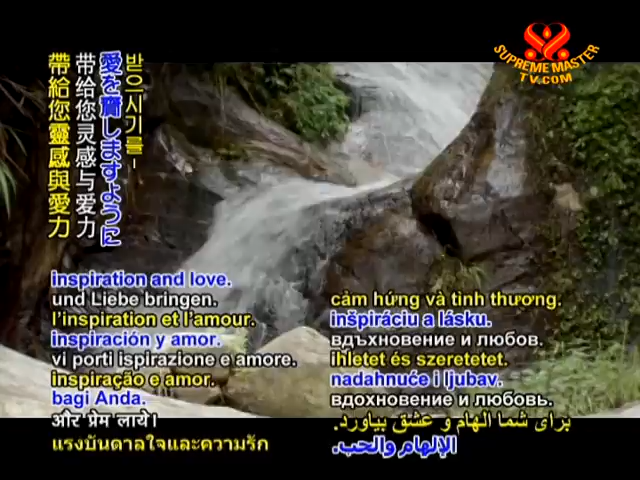 SUPREME MASTER
TV.COM
帶給您靈感與愛力
带给您灵感与爱力
愛を齎しますように
받으시기를-
inspiration and love.
und Liebe bringen.
l'inspiration et l'amour.
inspiración y amor.
vi porti ispirazione e amore.
inspiração e amor.
bagi Anda.
और प्रेम लाये।
แรงบันดาลใจและความรัก
cảm hứng và tình thương.
inšpiráciu a lásku.
вдъхновение и любов.
ihletet és szeretetet.
nadahnuće i ljubav.
вдохновение и любовь.
برای شما الهام و عشق بیاورد.
الإلهام والحب.